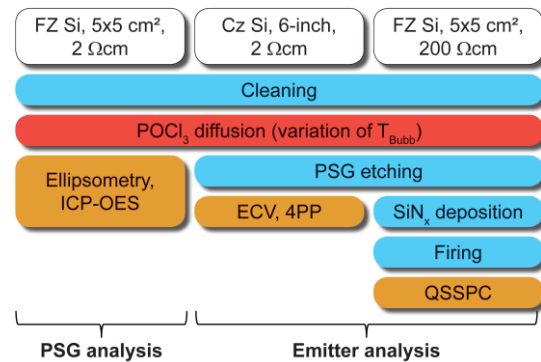 FZ Si, 5x5 cm², 2 Ωcm
Cz Si, 6-inch, 2 Ωcm
FZ Si, 5x5 cm², 200 Ωcm
Cleaning
POCl₃ diffusion (variation of T_Bubb)
Ellipsometry,
ICP-OES
PSG etching
ECV, 4PP
SiNₓ deposition
Firing
QSSPC
PSG analysis
Emitter analysis